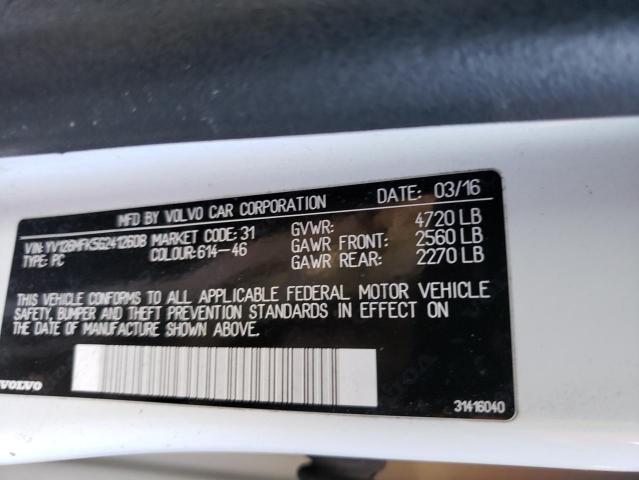 MFD BY VOLVO CAR CORPORATION DATE: 03/16
VIN: YV126MFK5G2412608 MARKET CODE: 31 GVWR: 4720 LB
TYPE: PC COLOUR: 614-46 GAWR FRONT: 2560 LB
GAWR REAR: 2270 LB
THIS VEHICLE CONFORMS TO ALL APPLICABLE FEDERAL MOTOR VEHICLE
SAFETY, BUMPER AND THEFT PREVENTION STANDARDS IN EFFECT ON
THE DATE OF MANUFACTURE SHOWN ABOVE.
VOLVO
31416040